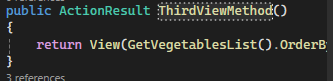 public ActionResult ThirdViewMethod()
{
return View(GetVegetablesList().OrderB
3 references